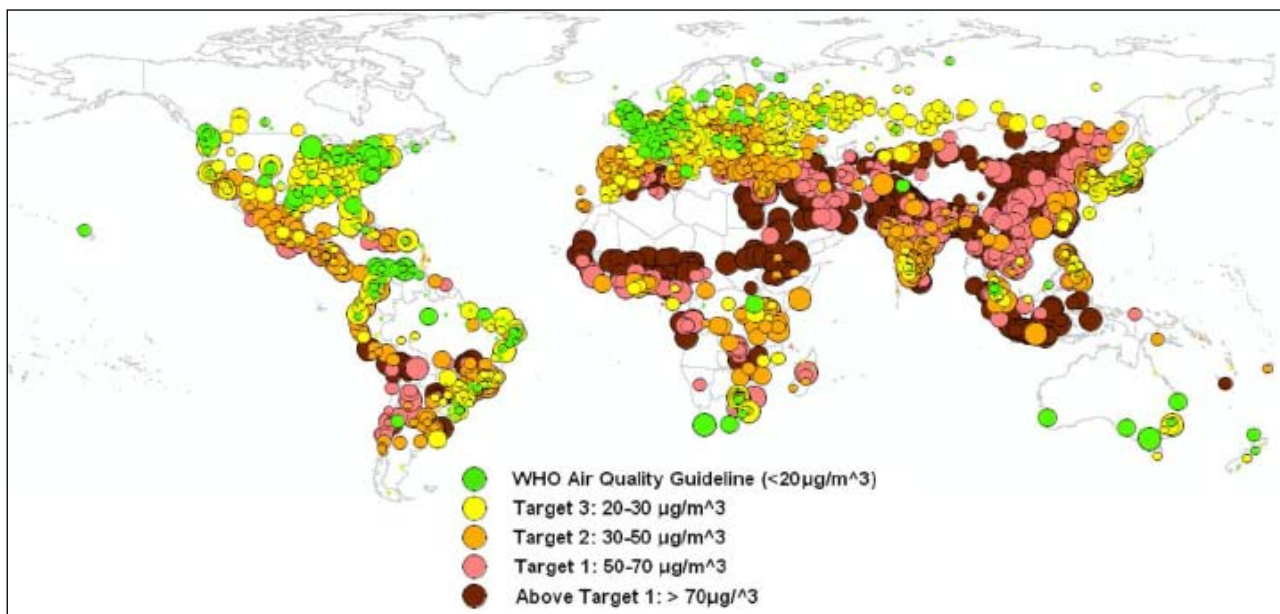 WHO Air Quality Guideline (<20µg/m^3)
Target 3: 20-30 µg/m^3
Target 2: 30-50 µg/m^3
Target 1: 50-70 µg/m^3
Above Target 1: > 70µg/^3